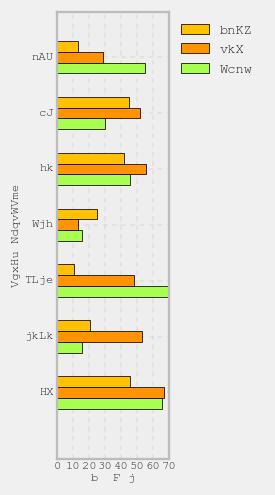 bnKZ
vkX
Wcnw
VgxHu NdqvWVme
nAU
cJ
hk
Wjh
TLje
jkLk
HX
0 10 20 30 40 50 60 70
b F j